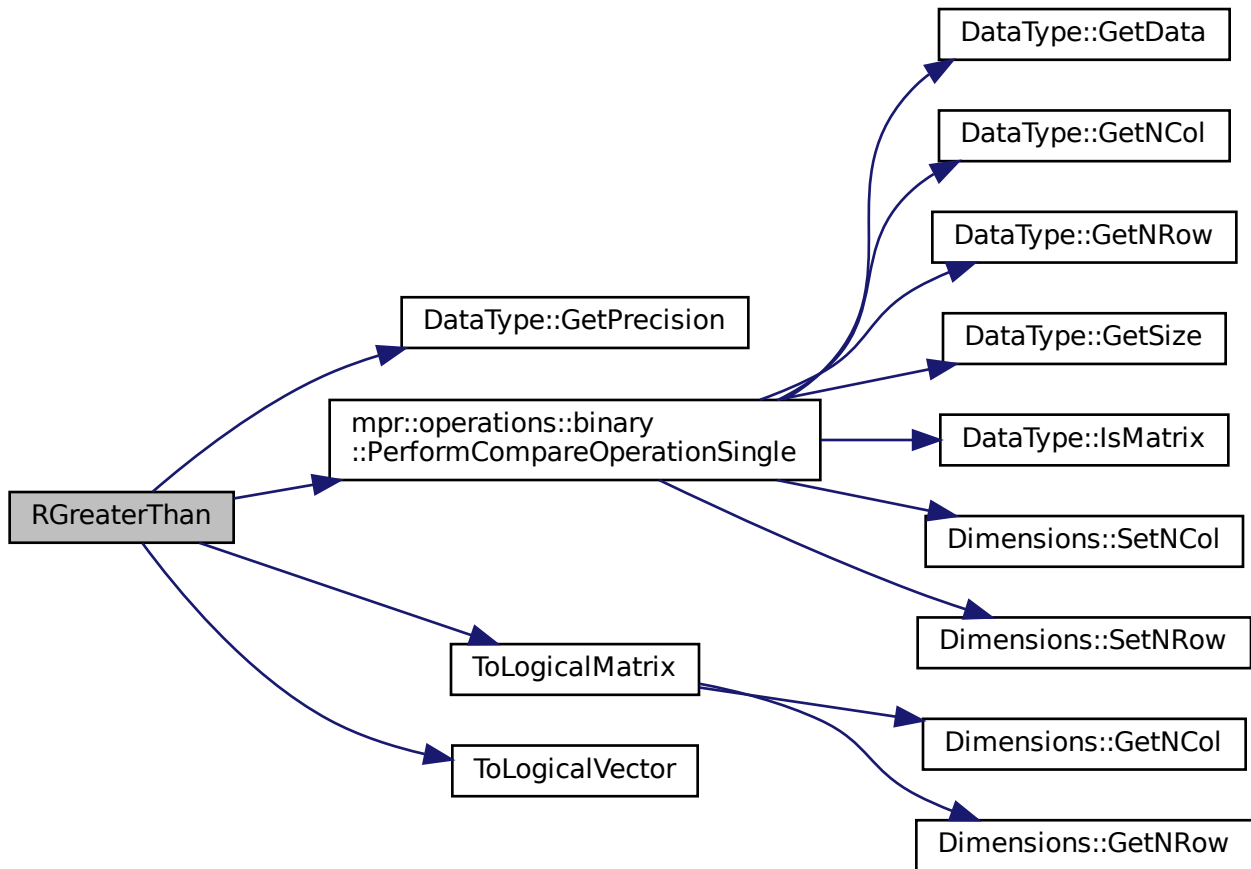 DataType::GetData
DataType::GetNCol
DataType::GetNRow
DataType::GetPrecision
DataType::GetSize
mpr::operations::binary
::PerformCompareOperationSingle
DataType::IsMatrix
RGreaterThan
Dimensions::SetNCol
Dimensions::SetNRow
ToLogicalMatrix
Dimensions::GetNCol
ToLogicalVector
Dimensions::GetNRow